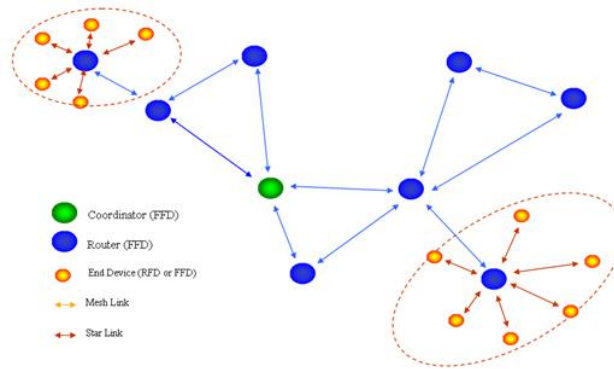 Coordinator (FFD)
Router (FFD)
End Device (RFD or FFD)
Mesh Link
Star Link